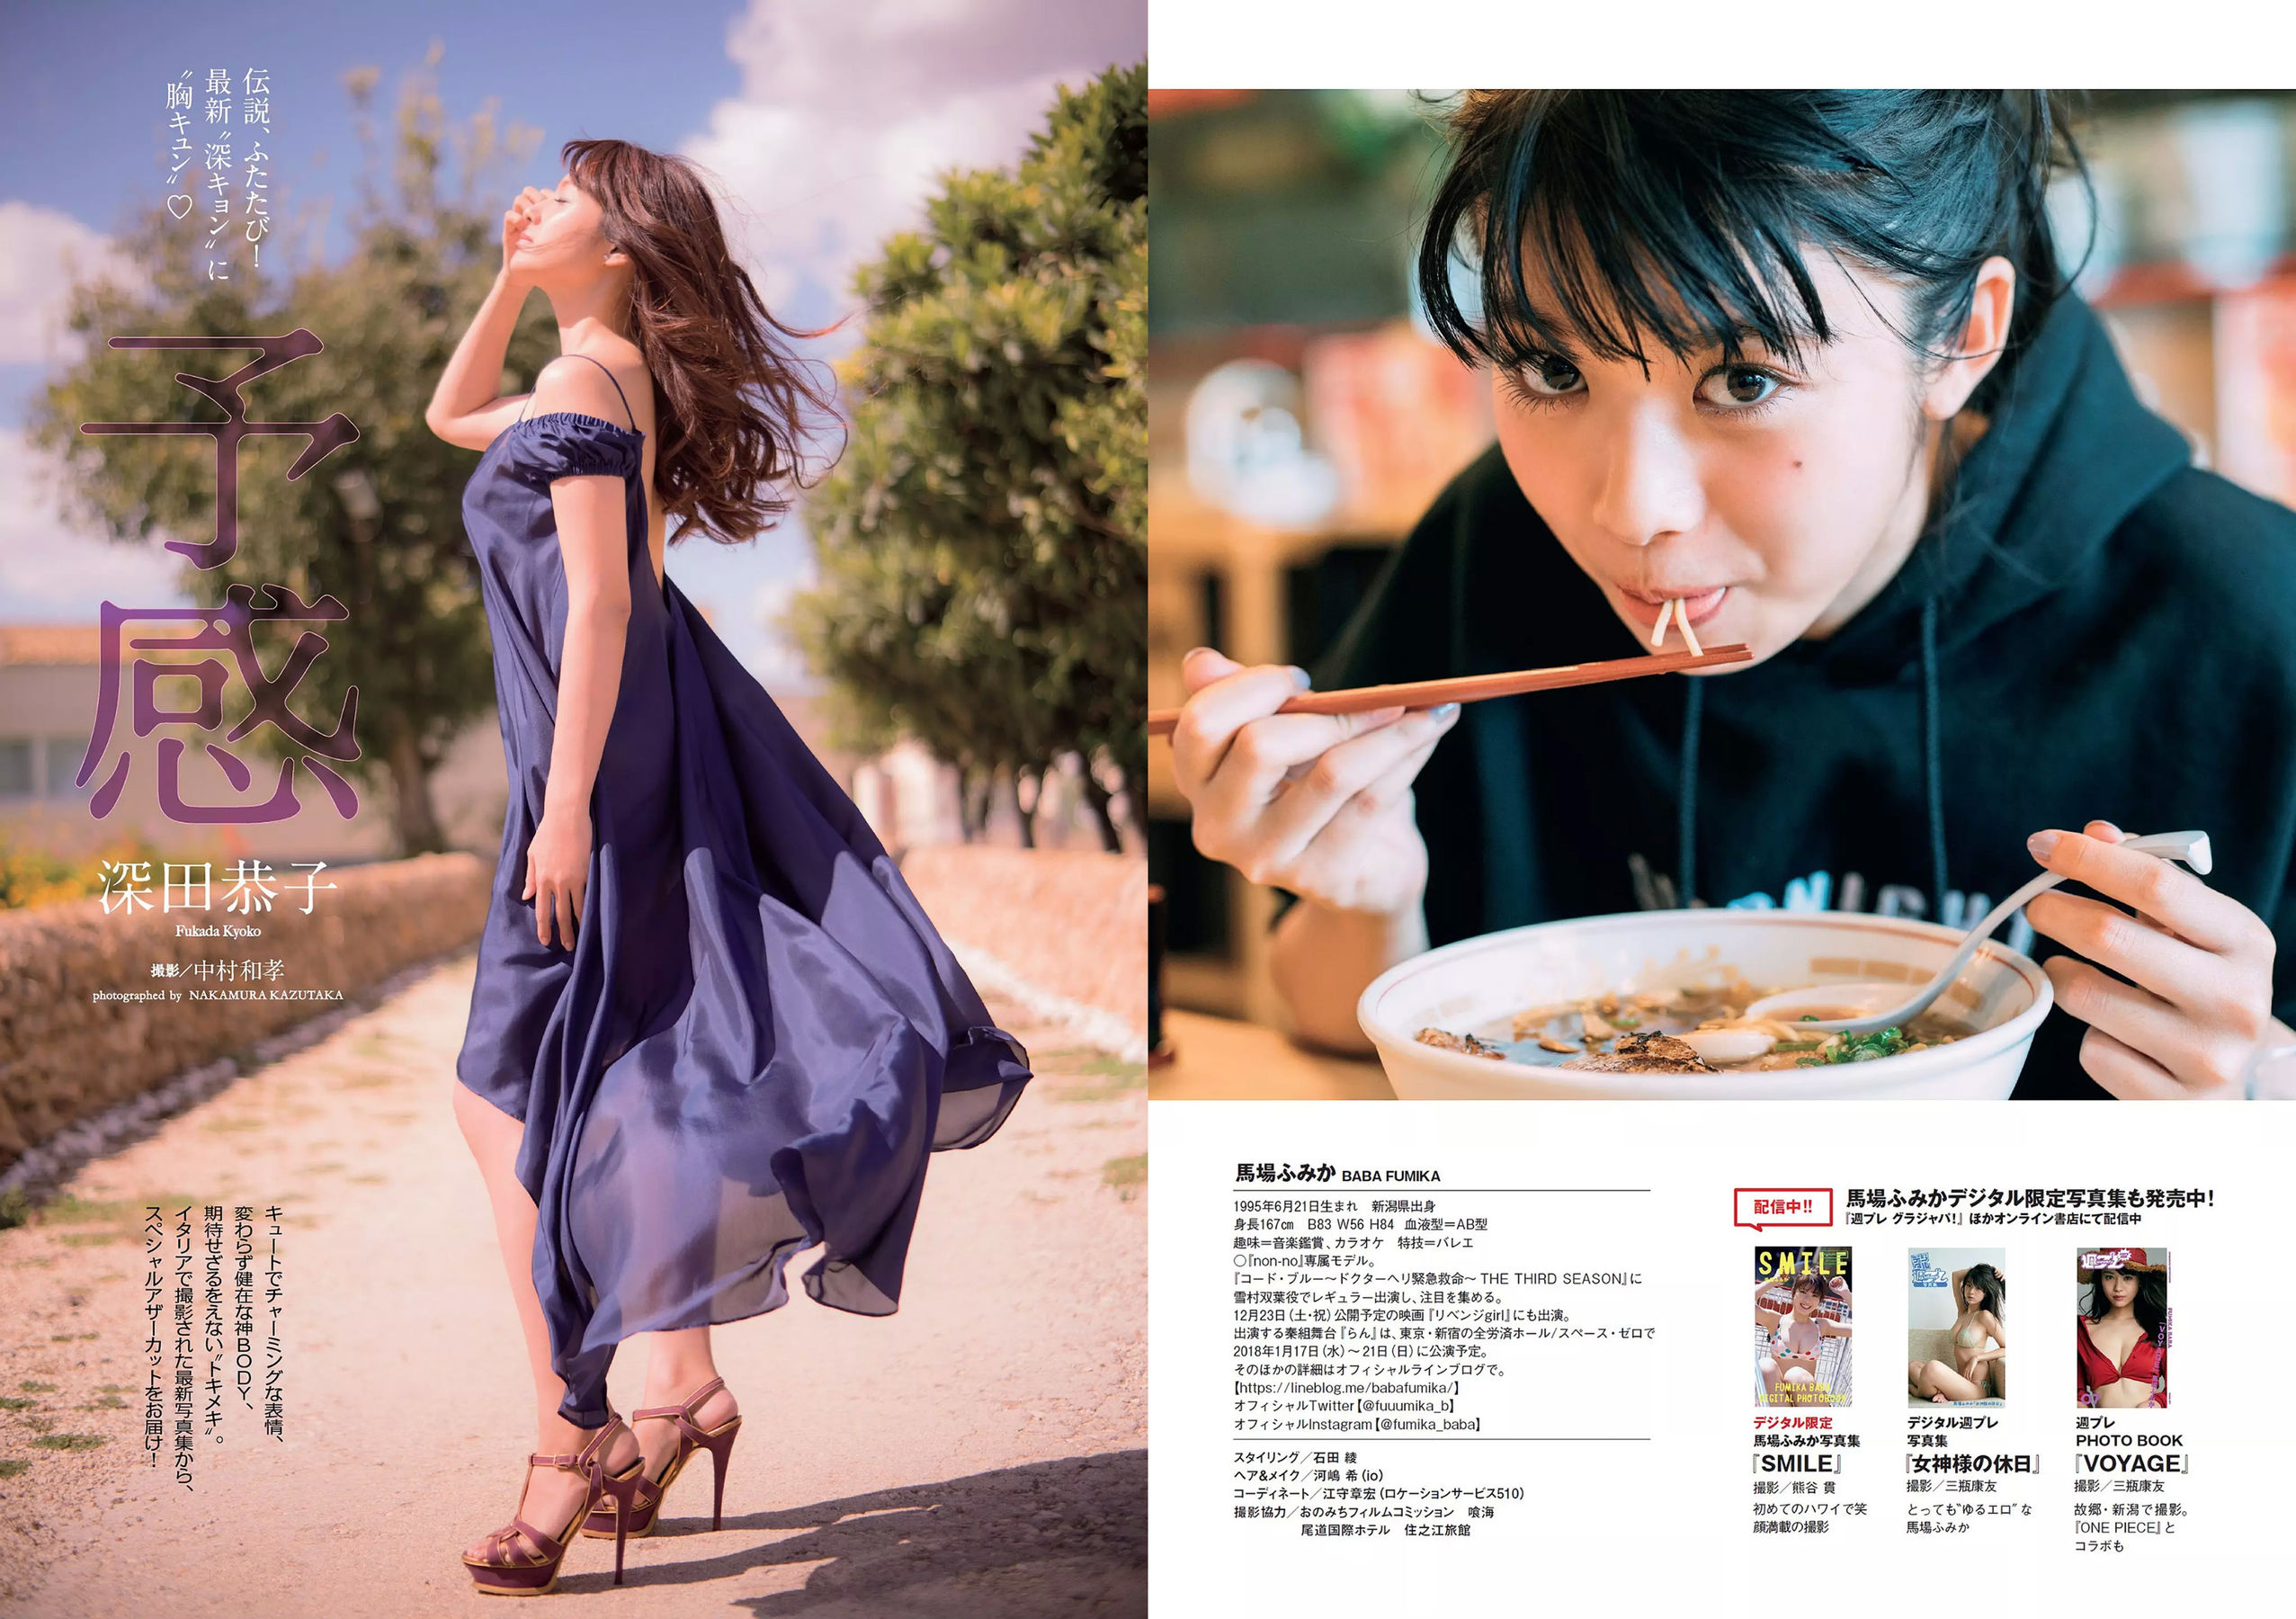 伝説、ふたたび！
最新〝深キョン〟に
〝胸キュン〟♡
予感
深田恭子
Fukada Kyoko
撮影／中村和孝
photographed by NAKAMURA KAZUTAKA
キュートでチャーミングな表情、
変わらず健在な神BODY、
期待せざるをえない〝トキメキ〟。
イタリアで撮影された最新写真集から、
スペシャルアザーカットをお届け！
馬場ふみか BABA FUMIKA
1995年6月21日生まれ　新潟県出身
身長167㎝　B83 W56 H84　血液型＝AB型
趣味＝音楽鑑賞、カラオケ　特技＝バレエ
○『non-no』専属モデル。
『コード・ブルー〜ドクターヘリ緊急救命〜 THE THIRD SEASON』に
雪村双葉役でレギュラー出演し、注目を集める。
12月23日（土・祝）公開予定の映画『リベンジgirl』にも出演。
出演する秦組舞台『らん』は、東京・新宿の全労済ホール/スペース・ゼロで
2018年1月17日（水）〜21日（日）に公演予定。
そのほかの詳細はオフィシャルラインブログで。
【https://lineblog.me/babafumika/】
オフィシャルTwitter【@fuuumika_b】
オフィシャルInstagram【@fumika_baba】
スタイリング／石田 綾
ヘア&メイク／河嶋 希（io）
コーディネート／江守章宏（ロケーションサービス510）
撮影協力／おのみちフィルムコミッション　喰海
尾道国際ホテル　住之江旅館
配信中!!
馬場ふみかデジタル限定写真集も発売中！
『週プレ グラジャパ！』ほかオンライン書店にて配信中
SMILE
FUMIKA BABA
DIGITAL PHOTOBOOK
デジタル限定
馬場ふみか写真集
『SMILE』
撮影／熊谷 貫
初めてのハワイで笑
顔満載の撮影
デジタル週プレ
写真集
『女神様の休日』
撮影／三瓶康友
とっても〝ゆるエロ〟な
馬場ふみか
週プレ
PHOTO BOOK
『VOYAGE』
撮影／三瓶康友
故郷・新潟で撮影。
『ONE PIECE』と
コラボも